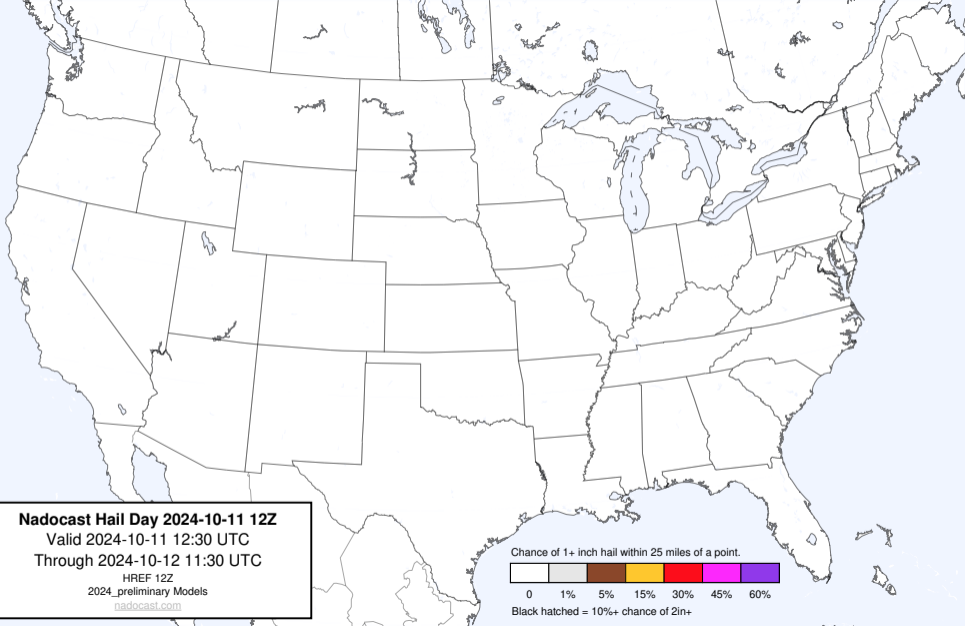 Nadocast Hail Day 2024-10-11 12Z
Valid 2024-10-11 12:30 UTC
Through 2024-10-12 11:30 UTC
HREF 12Z
2024_preliminary Models
nadocast.com
Chance of 1+ inch hail within 25 miles of a point.
0 1% 5% 15% 30% 45% 60%
Black hatched = 10%+ chance of 2in+